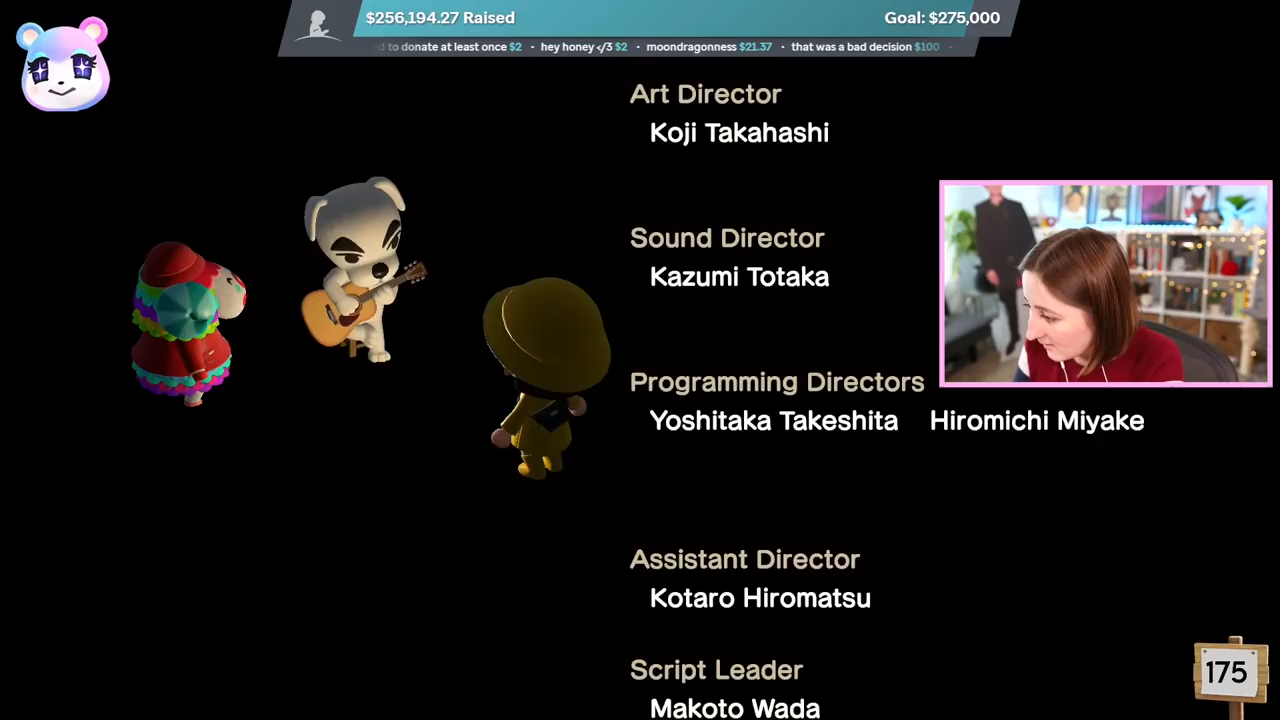 $256,194.27 Raised
Goal: $275,000
d to donate at least once $2 · hey honey </3 $2 · moondragonness $21.37 · that was a bad decision $100 ·
Art Director
Koji Takahashi
Sound Director
Kazumi Totaka
Programming Directors
Yoshitaka Takeshita Hiromichi Miyake
Assistant Director
Kotaro Hiromatsu
Script Leader
Makoto Wada
175